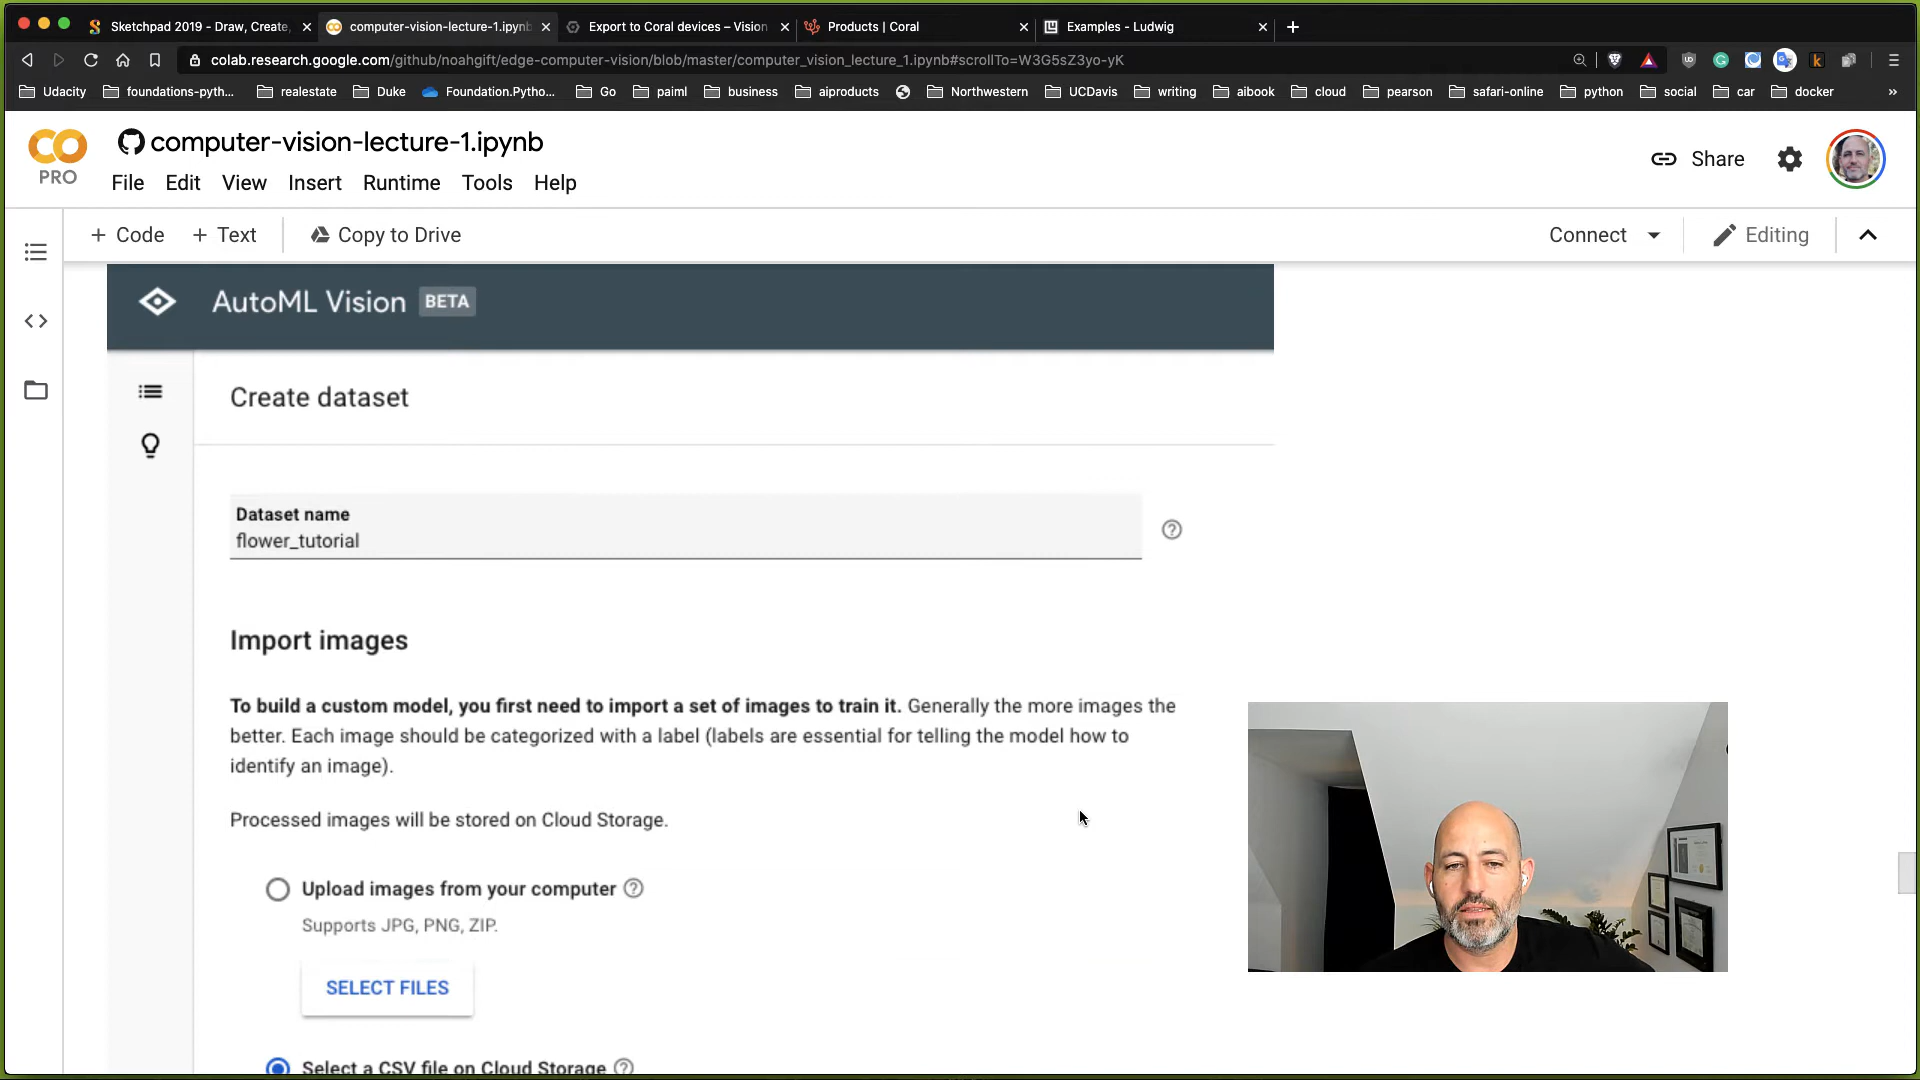 Sketchpad 2019 - Draw, Create,
computer-vision-lecture-1.ipynb
Export to Coral devices – Vision
Products | Coral
Examples - Ludwig
colab.research.google.com/github/noahgift/edge-computer-vision/blob/master/computer_vision_lecture_1.ipynb#scrollTo=W3G5sZ3yo-yK
Udacity
foundations-pyth...
realestate
Duke
Foundation.Pytho...
Go
paiml
business
aiproducts
Northwestern
UCDavis
writing
aibook
cloud
pearson
safari-online
python
social
car
docker
»
CO
PRO
computer-vision-lecture-1.ipynb
File Edit View Insert Runtime Tools Help
Share
+ Code + Text
Copy to Drive
Connect
Editing
AutoML Vision BETA
Create dataset
Dataset name
flower_tutorial
Import images
To build a custom model, you first need to import a set of images to train it. Generally the more images the
better. Each image should be categorized with a label (labels are essential for telling the model how to
identify an image).
Processed images will be stored on Cloud Storage.
Upload images from your computer
Supports JPG, PNG, ZIP.
SELECT FILES
Select a CSV file on Cloud Storage